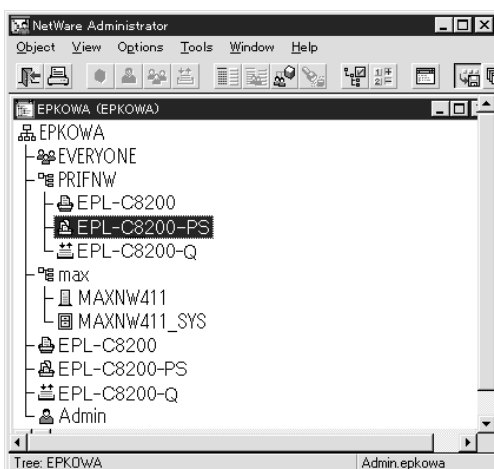 NetWare Administrator
Object View Options Tools Window Help
EPKOWA (EPKOWA)
EPKOWA
EVERYONE
PRIFNW
EPL-C8200
EPL-C8200-PS
EPL-C8200-Q
max
MAXNW411
MAXNW411_SYS
EPL-C8200
EPL-C8200-PS
EPL-C8200-Q
Admin
Tree: EPKOWA Admin.epkowa